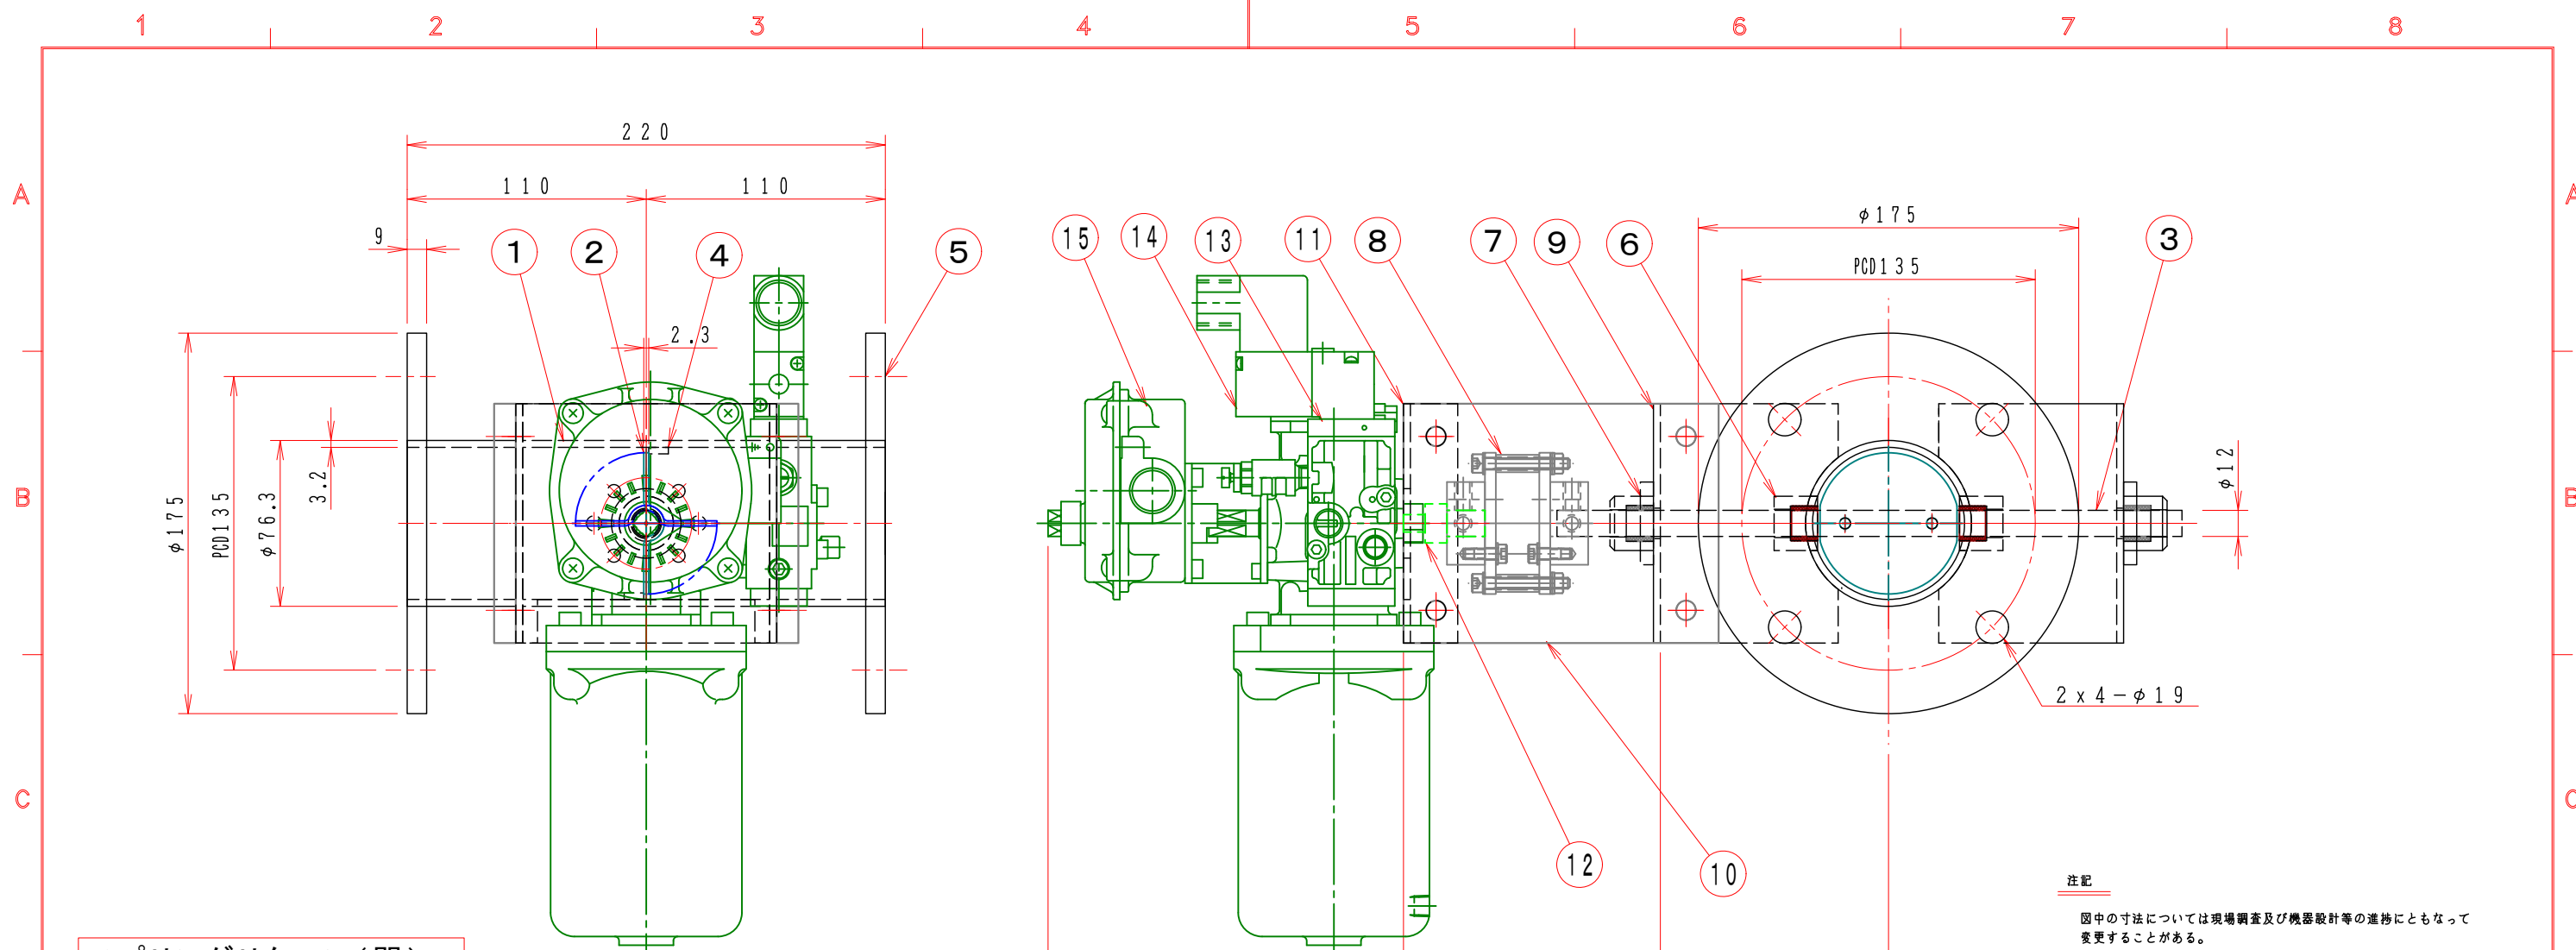 1 2 3 4 5 6 7 8
A A
B B
C C
220
110 110
9
2.3
φ175
PCD135
φ76.3
3.2
1 2 4 5
15 14 13 11 8 7 9 6 3
φ175
PCD135
φ12
2x4-φ19
12 10
注記
図中の寸法については現場調査及び機器設計等の進捗にともなって
変更することがある。